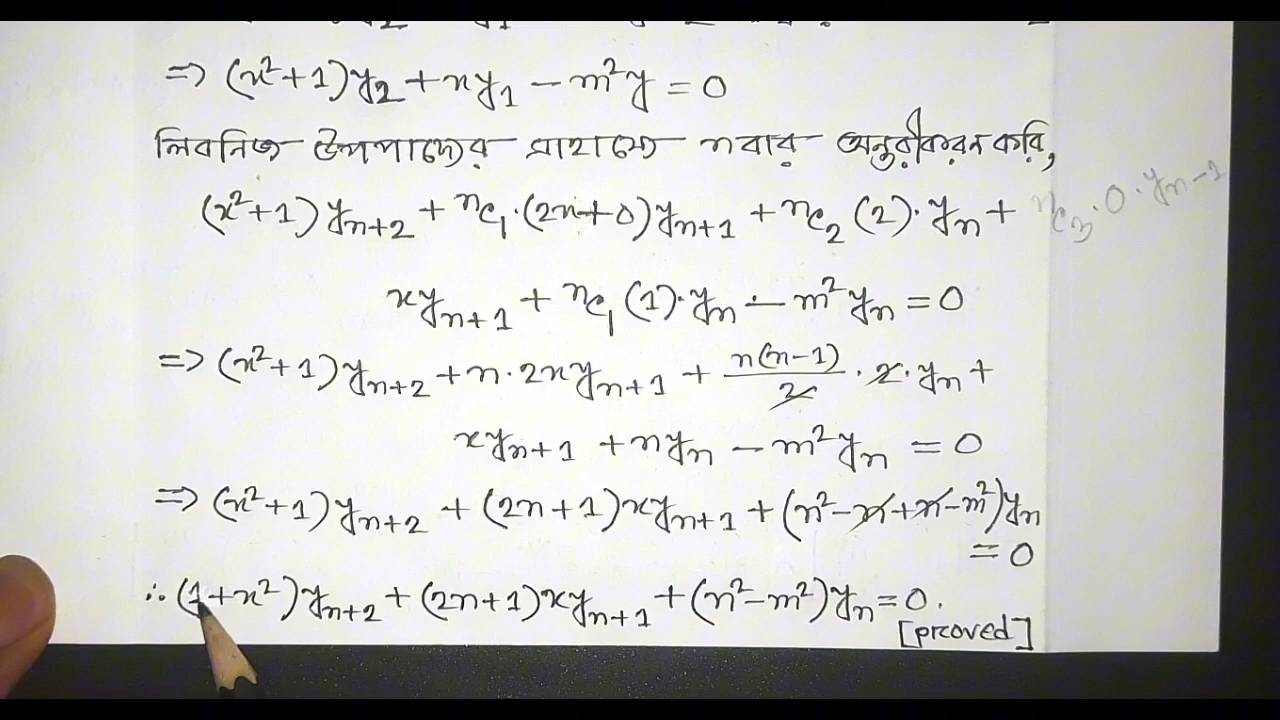 => (x²+1)y₂ + xy₁ - m²y = 0
লিবনিজ উপপাদ্যের সাহায্যে n বার অন্তরীকরন করি,
(x²+1) yₙ₊₂ + ⁿc₁·(2x+0)yₙ₊₁ + ⁿc₂ (2)·yₙ + ⁿc₃·0·yₙ₋₁
xyₙ₊₁ + ⁿc₁ (1)·yₙ - m²yₙ = 0
=> (x²+1)yₙ₊₂ + n·2xyₙ₊₁ + n(n-1)/2 · 2·yₙ +
xyₙ₊₁ + nyₙ - m²yₙ = 0
=> (x²+1)yₙ₊₂ + (2n+1)xyₙ₊₁ + (n²-n+n-m²)yₙ
= 0
∴ (1+x²)yₙ₊₂ + (2n+1)xyₙ₊₁ + (n²-m²)yₙ = 0.
[proved]